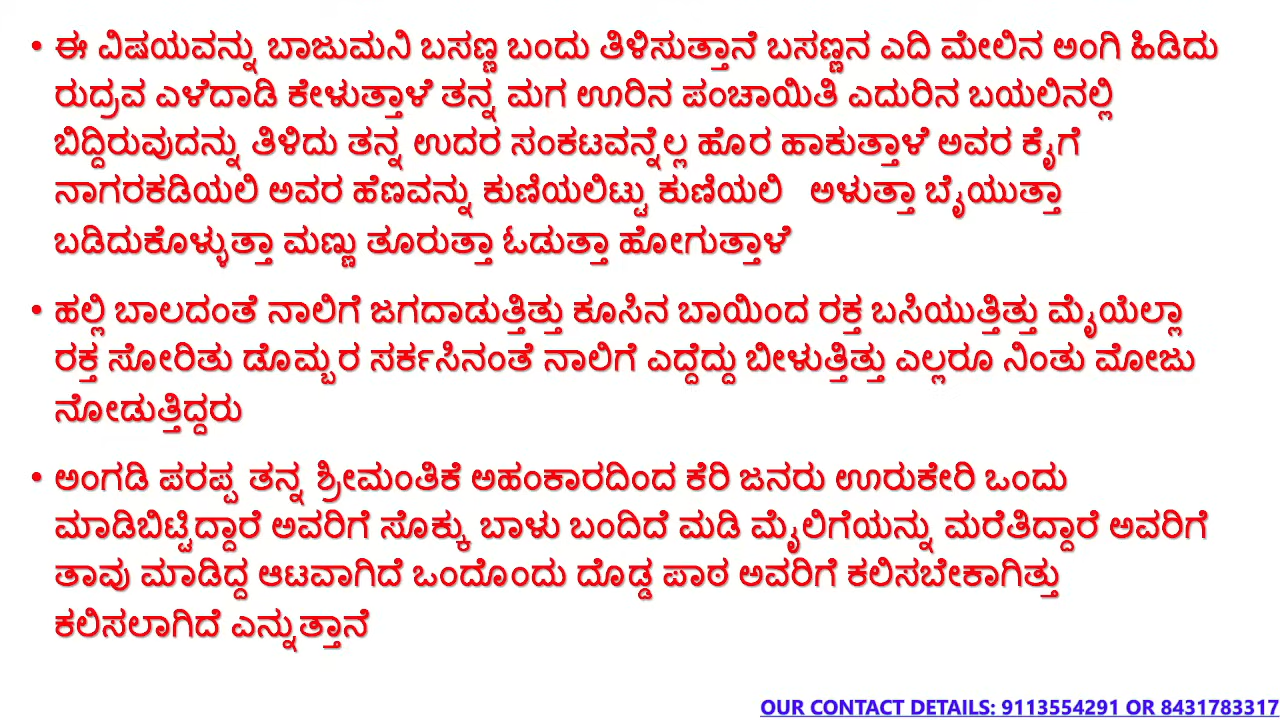 • ಈ ವಿಷಯವನ್ನು ಬಾಜುಮನಿ ಬಸಣ್ಣ ಬಂದು ತಿಳಿಸುತ್ತಾನೆ ಬಸಣ್ಣನ ಎದಿ ಮೇಲಿನ ಅಂಗಿ ಹಿಡಿದು
ರುದ್ರವ ಎಳೆದಾಡಿ ಕೇಳುತ್ತಾಳೆ ತನ್ನ ಮಗ ಊರಿನ ಪಂಚಾಯಿತಿ ಎದುರಿನ ಬಯಲಿನಲ್ಲಿ
ಬಿದ್ದಿರುವುದನ್ನು ತಿಳಿದು ತನ್ನ ಉದರ ಸಂಕಟವನ್ನೆಲ್ಲ ಹೊರ ಹಾಕುತ್ತಾಳೆ ಅವರ ಕೈಗೆ
ನಾಗರಕಡಿಯಲಿ ಅವರ ಹೆಣವನ್ನು ಕುಣಿಯಲಿಟ್ಟು ಕುಣಿಯಲಿ ಅಳುತ್ತಾ ಬೈಯುತ್ತಾ
ಬಡಿದುಕೊಳ್ಳುತ್ತಾ ಮಣ್ಣು ತೂರುತ್ತಾ ಓಡುತ್ತಾ ಹೋಗುತ್ತಾಳೆ
• ಹಲ್ಲಿ ಬಾಲದಂತೆ ನಾಲಿಗೆ ಜಗದಾಡುತ್ತಿತ್ತು ಕೂಸಿನ ಬಾಯಿಂದ ರಕ್ತ ಬಸಿಯುತ್ತಿತ್ತು ಮೈಯೆಲ್ಲಾ
ರಕ್ತ ಸೋರಿತು ಡೊಮ್ಬರ ಸರ್ಕಸಿನಂತೆ ನಾಲಿಗೆ ಎದ್ದೆದ್ದು ಬೀಳುತ್ತಿತ್ತು ಎಲ್ಲರೂ ನಿಂತು ಮೋಜು
ನೋಡುತ್ತಿದ್ದರು
• ಅಂಗಡಿ ಪರಪ್ಪ ತನ್ನ ಶ್ರೀಮಂತಿಕೆ ಅಹಂಕಾರದಿಂದ ಕೆರಿ ಜನರು ಊರುಕೇರಿ ಒಂದು
ಮಾಡಿಬಿಟ್ಟಿದ್ದಾರೆ ಅವರಿಗೆ ಸೊಕ್ಕು ಬಾಳು ಬಂದಿದೆ ಮಡಿ ಮೈಲಿಗೆಯನ್ನು ಮರೆತಿದ್ದಾರೆ ಅವರಿಗೆ
ತಾವು ಮಾಡಿದ್ದ ಆಟವಾಗಿದೆ ಒಂದೊಂದು ದೊಡ್ಡ ಪಾಠ ಅವರಿಗೆ ಕಲಿಸಬೇಕಾಗಿತ್ತು
ಕಲಿಸಲಾಗಿದೆ ಎನ್ನುತ್ತಾನೆ
OUR CONTACT DETAILS: 9113554291 OR 8431783317